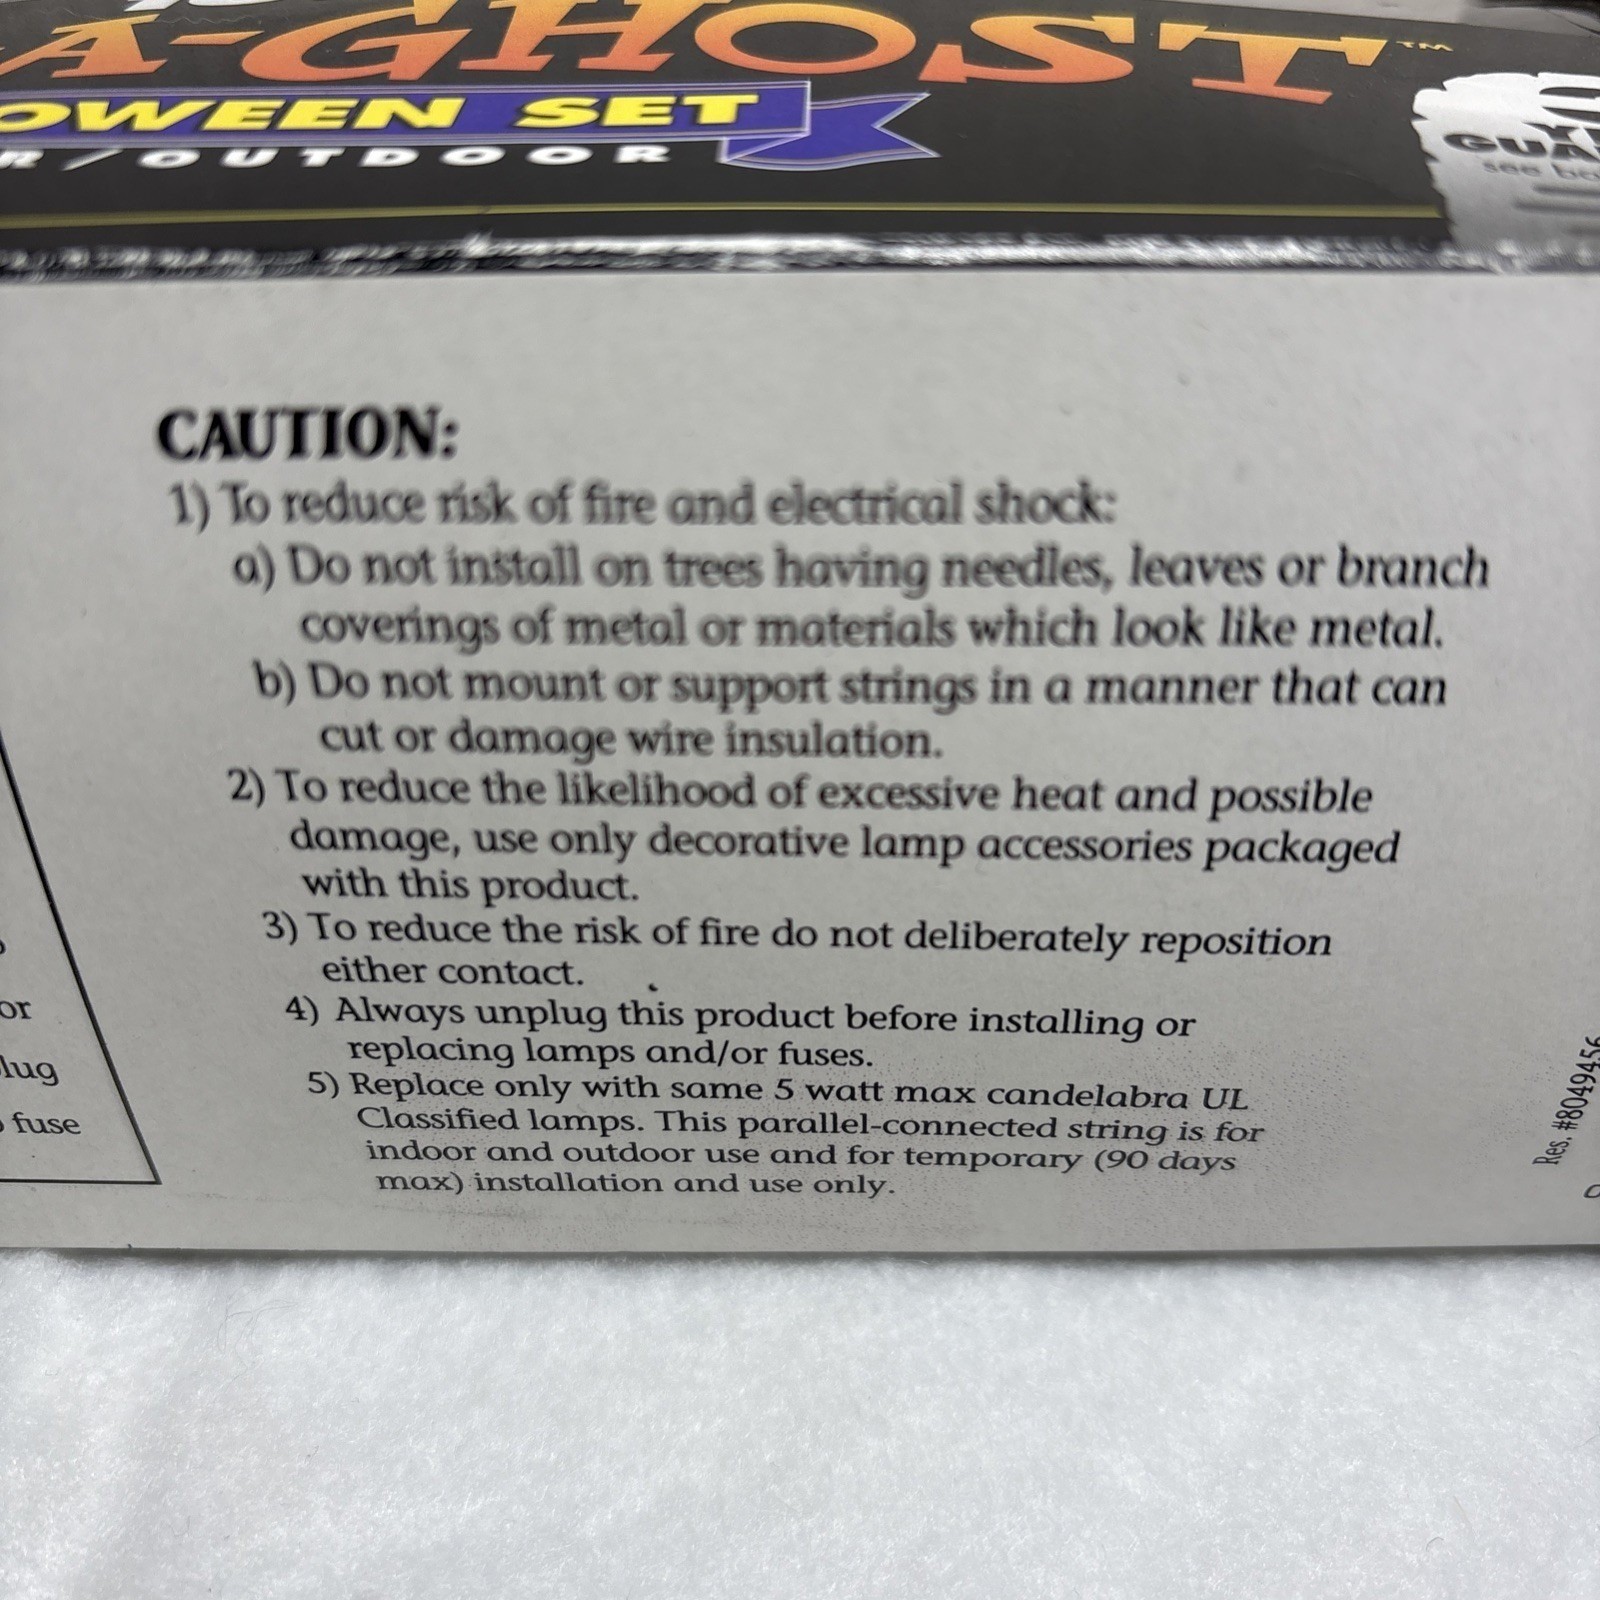 A-GHOST™
OWEEN SET
R/OUTDOOR
GUA
see ba
CAUTION:
1) To reduce risk of fire and electrical shock:
a) Do not install on trees having needles, leaves or branch
coverings of metal or materials which look like metal.
b) Do not mount or support strings in a manner that can
cut or damage wire insulation.
2) To reduce the likelihood of excessive heat and possible
damage, use only decorative lamp accessories packaged
with this product.
3) To reduce the risk of fire do not deliberately reposition
either contact.
4) Always unplug this product before installing or
replacing lamps and/or fuses.
5) Replace only with same 5 watt max candelabra UL
Classified lamps. This parallel-connected string is for
indoor and outdoor use and for temporary (90 days
max) installation and use only.
or
lug
fuse
Res. #8049456